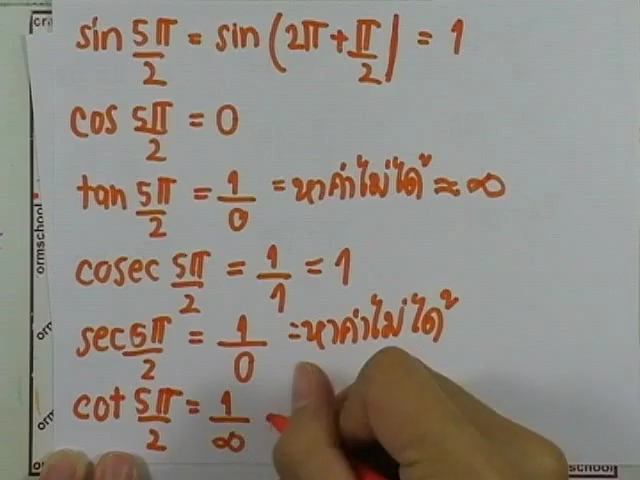 sin 5π/2 = sin (2π + π/2) = 1
cos 5π/2 = 0
tan 5π/2 = 1/0 = หาค่าไม่ได้ ≈ ∞
cosec 5π/2 = 1/1 = 1
sec 5π/2 = 1/0 = หาค่าไม่ได้
cot 5π/2 = 1/∞
ormschool